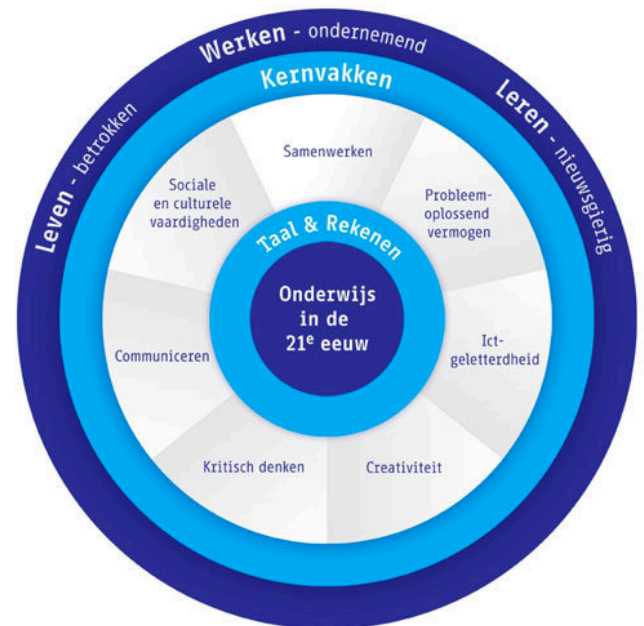 Werken - ondernemend
Leren - nieuwsgierig
Leven - betrokken
Kernvakken
Samenwerken
Probleem-
oplossend
vermogen
Ict-
geletterdheid
Creativiteit
Kritisch denken
Communiceren
Sociale
en culturele
vaardigheden
Taal & Rekenen
Onderwijs
in de
21e eeuw